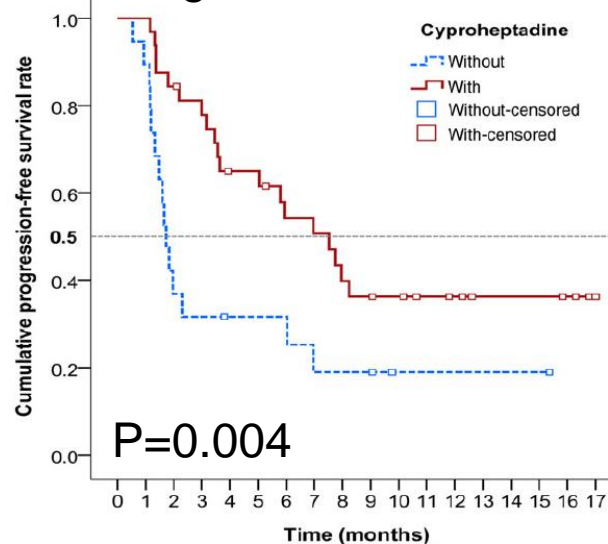 Cumulative progression-free survival rate
1.0
0.8
0.6
0.5
0.4
0.2
0.0
Cyproheptadine
Without
With
Without-censored
With-censored
P=0.004
0 1 2 3 4 5 6 7 8 9 10 11 12 13 14 15 16 17
Time (months)